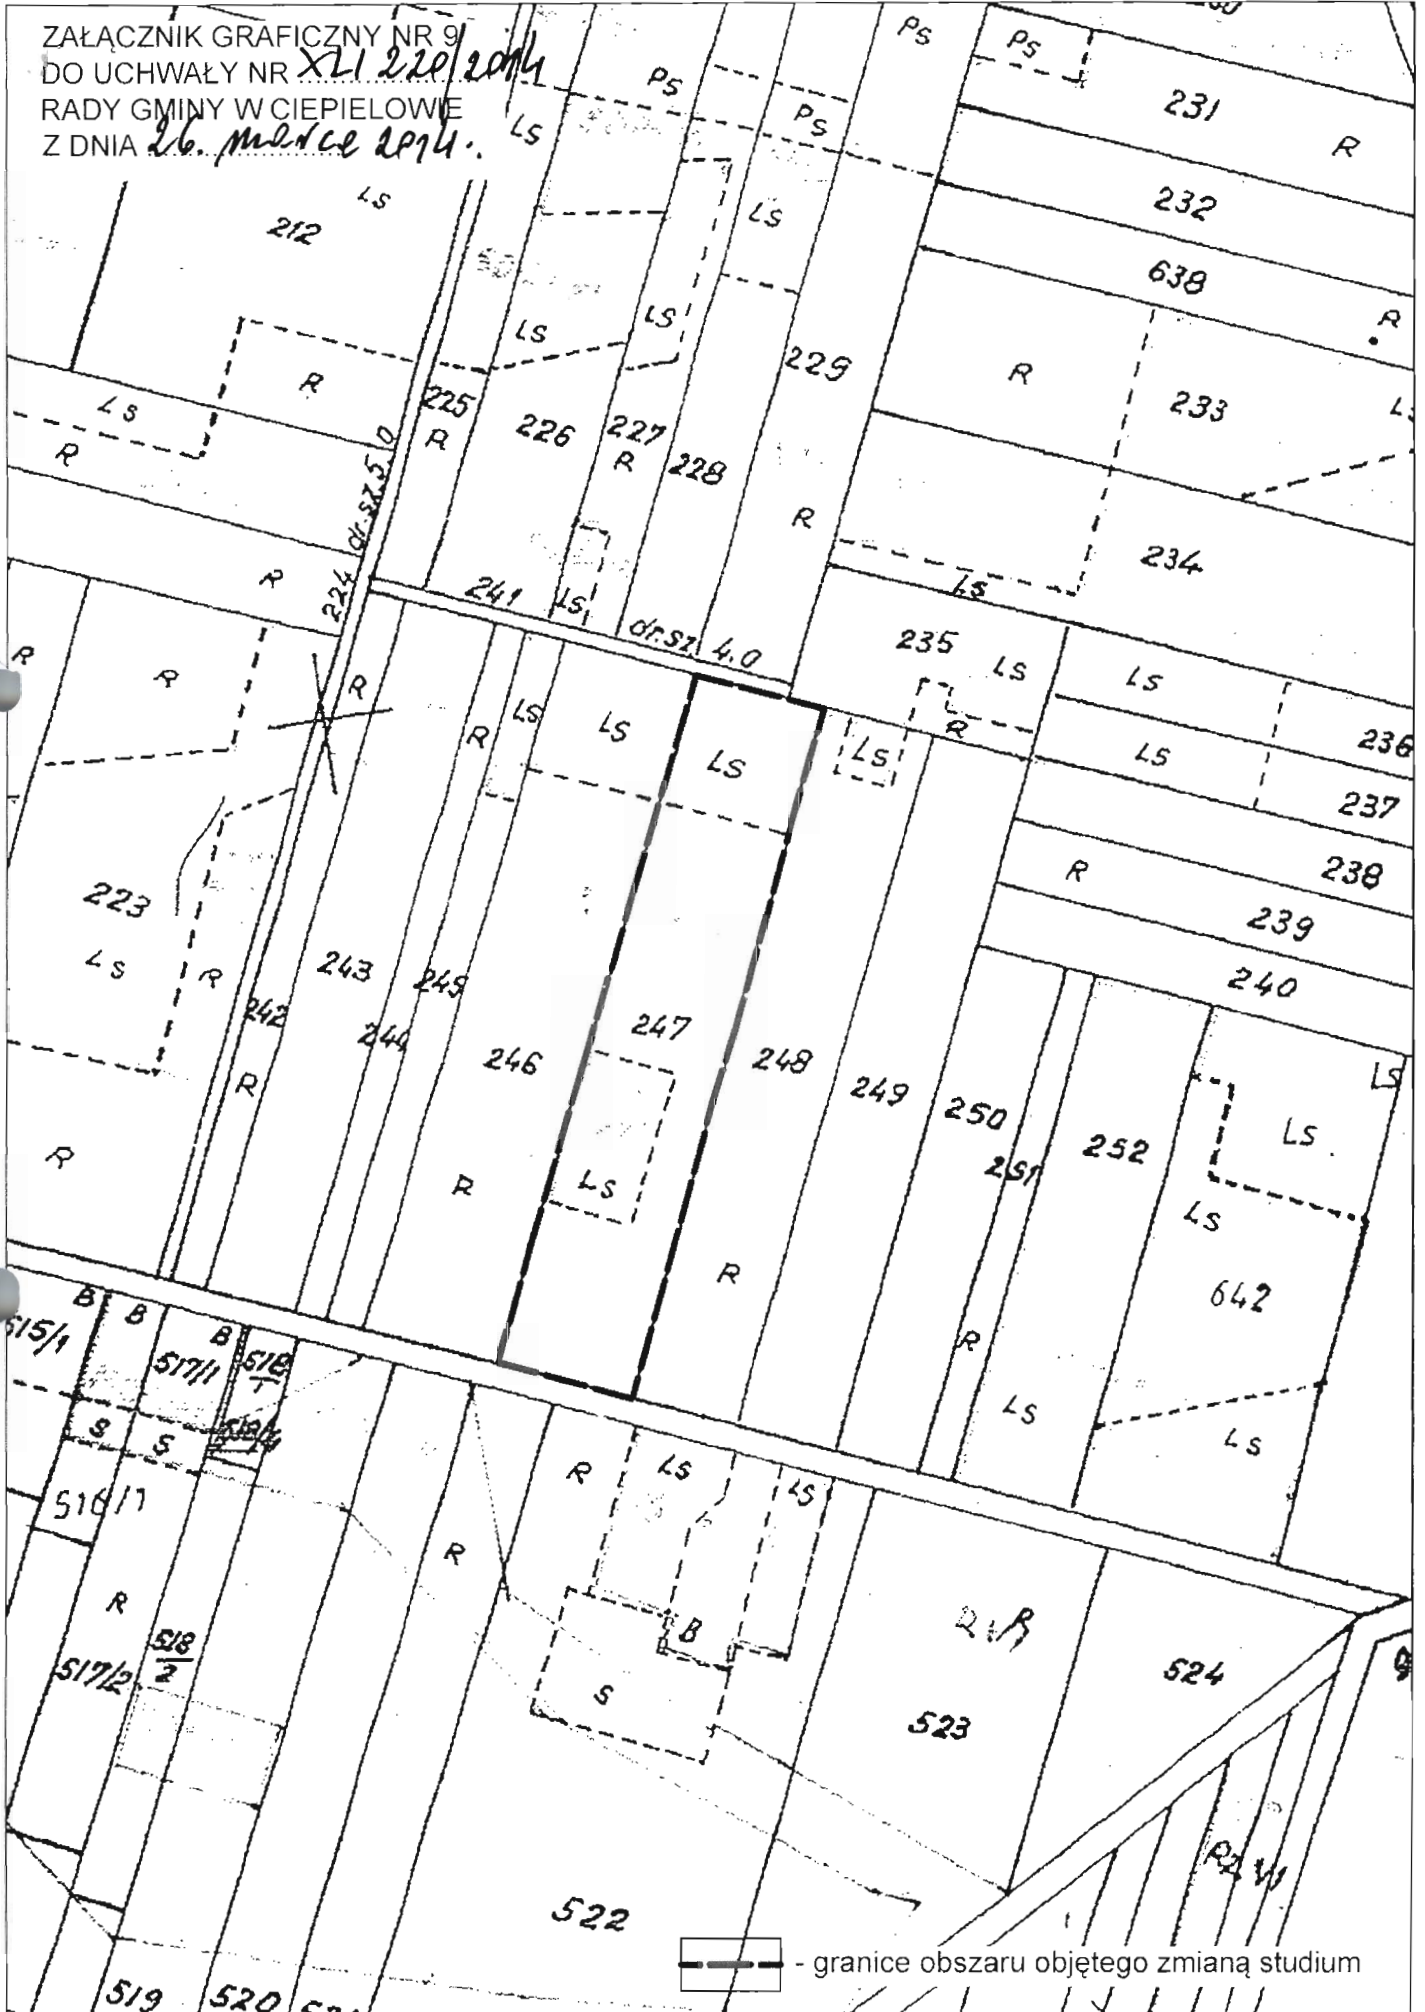 ZAŁĄCZNIK GRAFICZNY NR 9
DO UCHWAŁY NR XLI 220/2014
RADY GMINY W CIEPIELOWIE
Z DNIA 26. marca 2014.
Ps
Ps
Ps
Ps
231
R
Ls
Ls
212
Ls
232
638
R
Ls
Ls
R
229
R
233
Ls
225
R
226
227
R
228
R
R
dr.sz.5.0
224
R
234
Ls
241
Ls
dr.sz. 4.0
235
Ls
Ls
R
R
R
R
Ls
Ls
Ls
Ls
R
Ls
236
237
238
R
239
240
223
Ls
R
242
R
243
244
245
246
R
247
Ls
248
R
249
250
251
252
R
Ls
Ls
Ls
Ls
642
Ls
R
B
B
B
515/1
517/1
518
S
S
516/1
R
R
Ls
Ls
R
517/2
518
2
B
S
R
523
524
RzW
522
519
520
- granice obszaru objętego zmianą studium